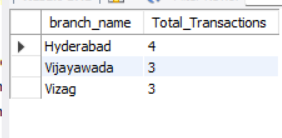 branch_name Total_Transactions
Hyderabad 4
Vijayawada 3
Vizag 3